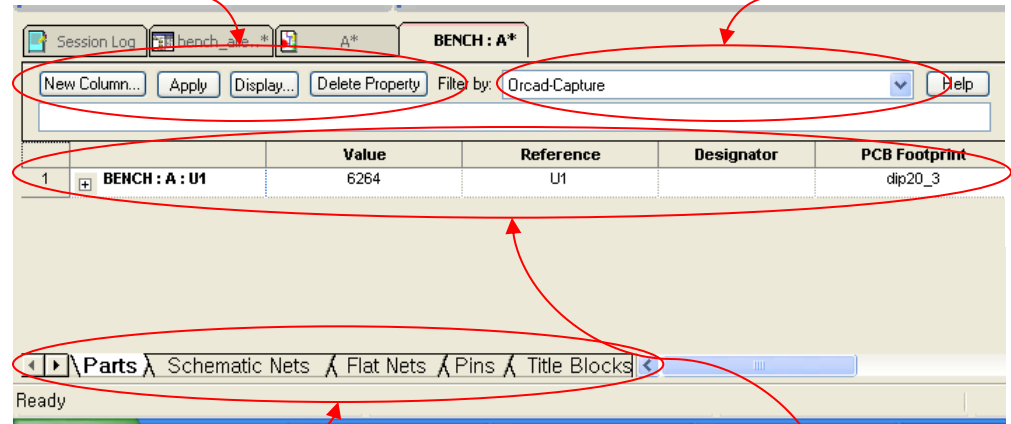 Session Log bench_alle..* A* BENCH : A*
New Column... Apply Display... Delete Property Filter by: Orcad-Capture Help
Value Reference Designator PCB Footprint
1 BENCH : A : U1 6264 U1 dip20_3
Parts Schematic Nets Flat Nets Pins Title Blocks
Ready